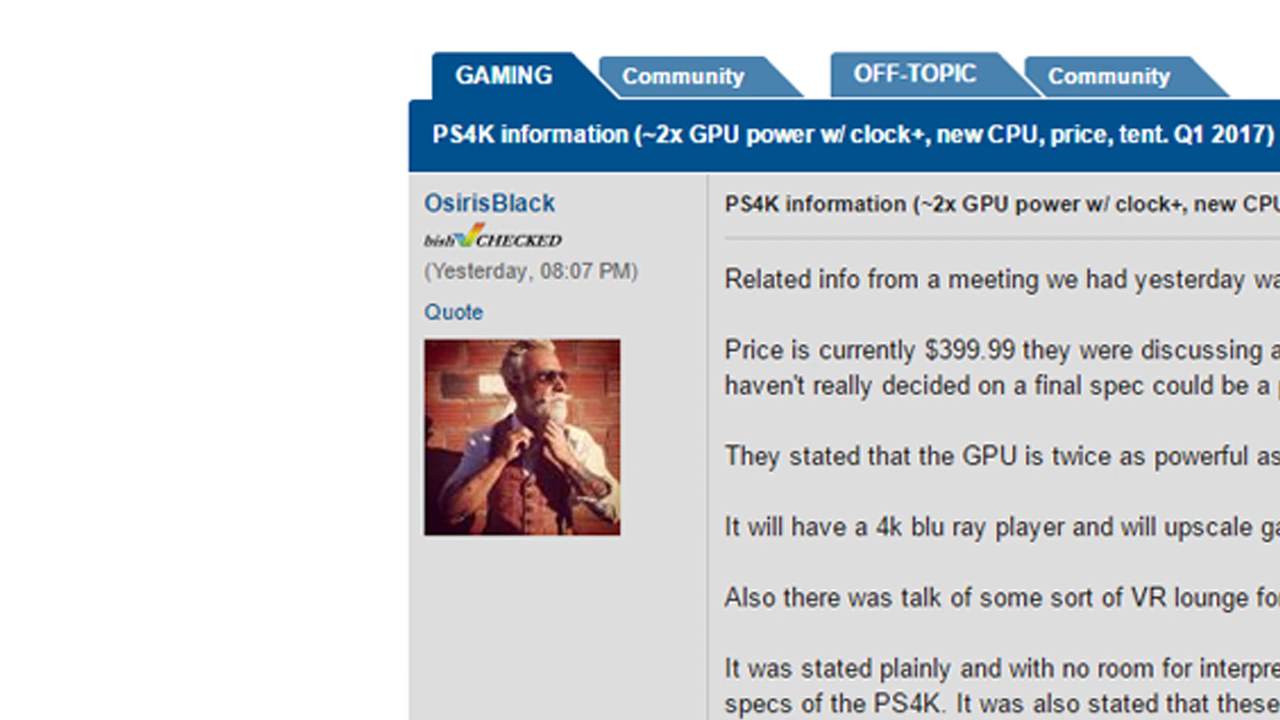 GAMING Community OFF-TOPIC Community
PS4K information (~2x GPU power w/ clock+, new CPU, price, tent. Q1 2017)
OsirisBlack
bish CHECKED
(Yesterday, 08:07 PM)
Quote
PS4K information (~2x GPU power w/ clock+, new CPU
Related info from a meeting we had yesterday wa
Price is currently $399.99 they were discussing a
haven't really decided on a final spec could be a
They stated that the GPU is twice as powerful as
It will have a 4k blu ray player and will upscale ga
Also there was talk of some sort of VR lounge for
It was stated plainly and with no room for interpre
specs of the PS4K. It was also stated that these